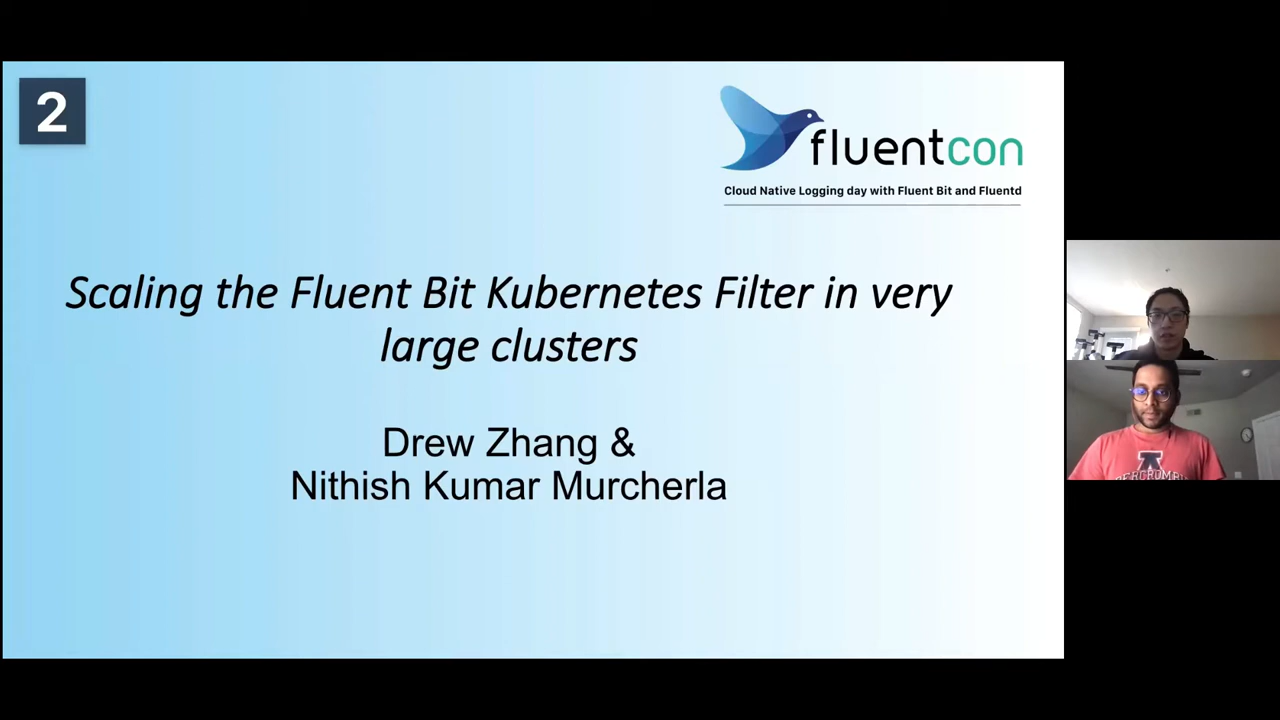 2
fluentcon
Cloud Native Logging day with Fluent Bit and Fluentd
Scaling the Fluent Bit Kubernetes Filter in very
large clusters
Drew Zhang &
Nithish Kumar Murcherla
A